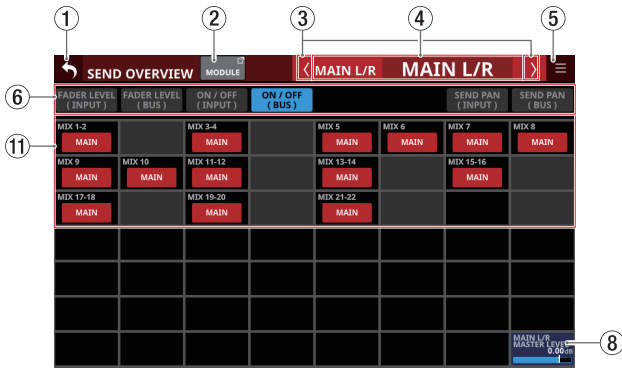 ① ② ③ ④ ⑤
SEND OVERVIEW MODULE MAIN L/R MAIN L/R
⑥
FADER LEVEL FADER LEVEL ON / OFF ON / OFF SEND PAN SEND PAN
( INPUT ) ( BUS ) ( INPUT ) ( BUS ) ( INPUT ) ( BUS )
⑪
MIX 1-2 MIX 3-4 MIX 5 MIX 6 MIX 7 MIX 8
MAIN MAIN MAIN MAIN MAIN MAIN
MIX 9 MIX 10 MIX 11-12 MIX 13-14 MIX 15-16
MAIN MAIN MAIN MAIN MAIN
MIX 17-18 MIX 19-20 MIX 21-22
MAIN MAIN MAIN
MAIN L/R
MASTER LEVEL
0.00dB
⑧